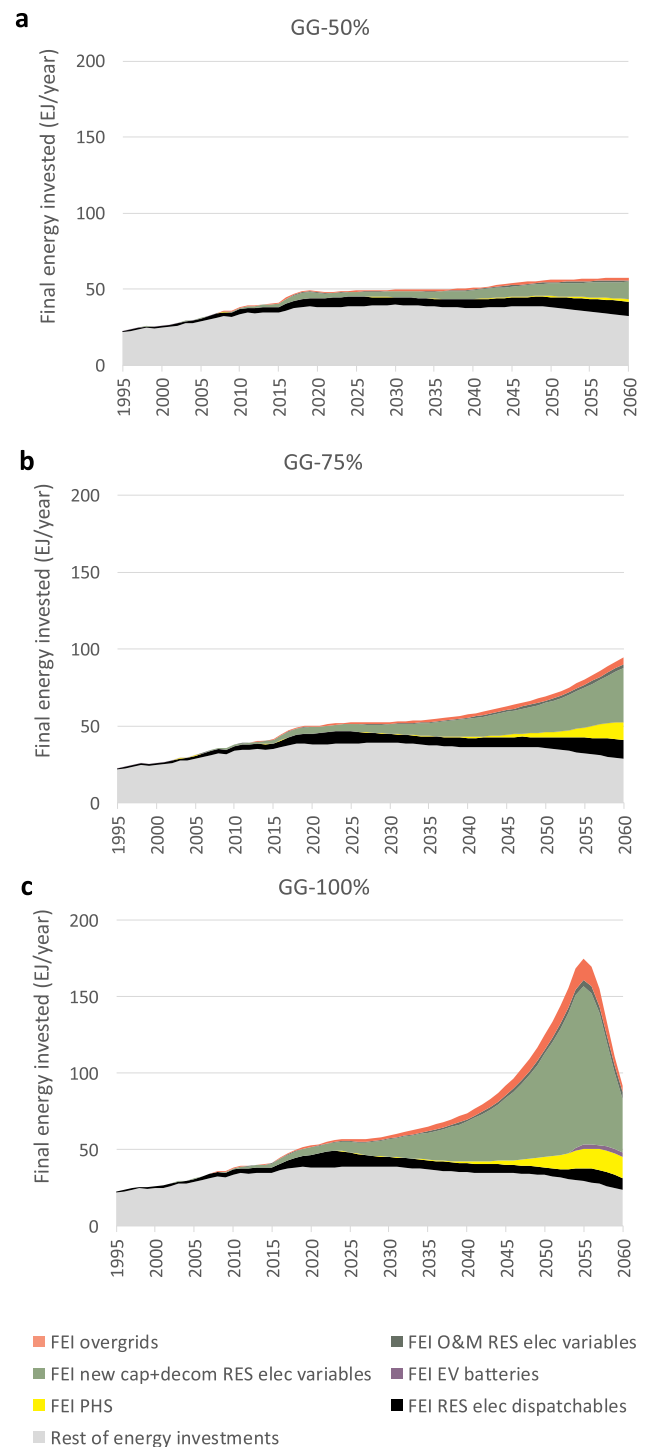 a
GG-50%
Final energy invested (EJ/year)
200
150
100
50
0
1995 2000 2005 2010 2015 2020 2025 2030 2035 2040 2045 2050 2055 2060
b
GG-75%
Final energy invested (EJ/year)
200
150
100
50
0
1995 2000 2005 2010 2015 2020 2025 2030 2035 2040 2045 2050 2055 2060
c
GG-100%
Final energy invested (EJ/year)
200
150
100
50
0
1995 2000 2005 2010 2015 2020 2025 2030 2035 2040 2045 2050 2055 2060
FEI overgrids
FEI O&M RES elec variables
FEI new cap+decom RES elec variables
FEI EV batteries
FEI PHS
FEI RES elec dispatchables
Rest of energy investments